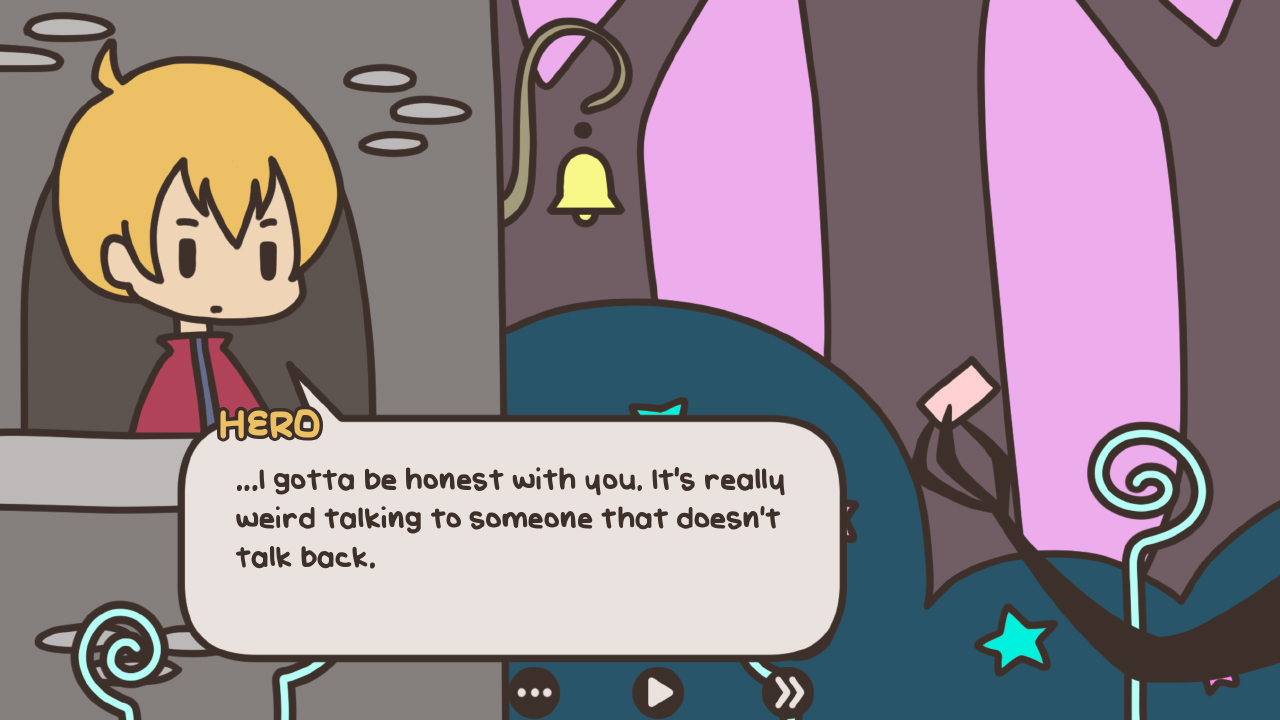 HERO
...I gotta be honest with you. It's really
weird talking to someone that doesn't
talk back.